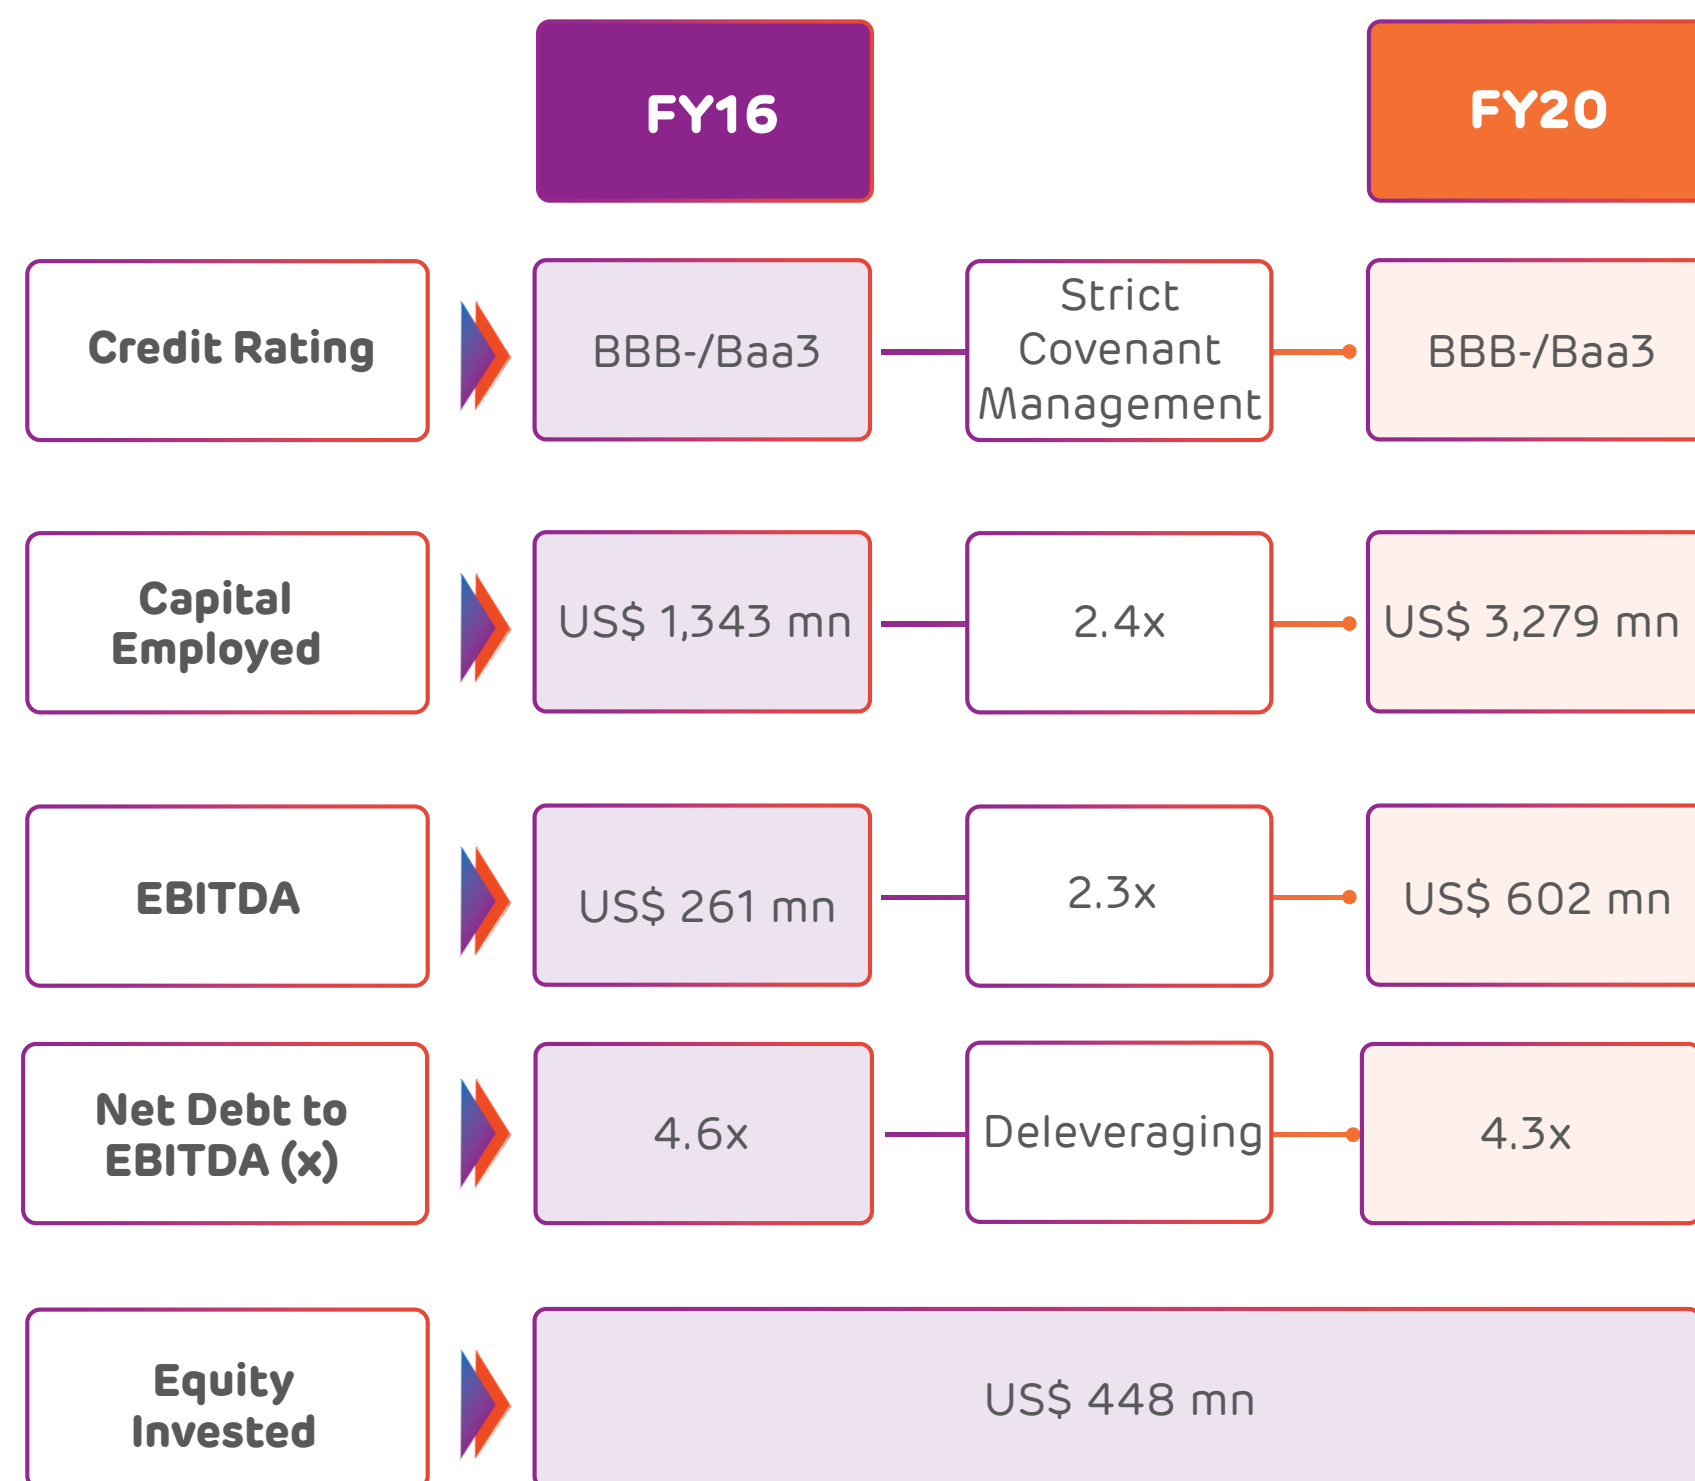 FY16
FY20
Credit Rating
BBB-/Baa3
Strict
Covenant
Management
BBB-/Baa3
Capital
Employed
US$ 1,343 mn
2.4x
US$ 3,279 mn
EBITDA
US$ 261 mn
2.3x
US$ 602 mn
Net Debt to
EBITDA (x)
4.6x
Deleveraging
4.3x
Equity
Invested
US$ 448 mn